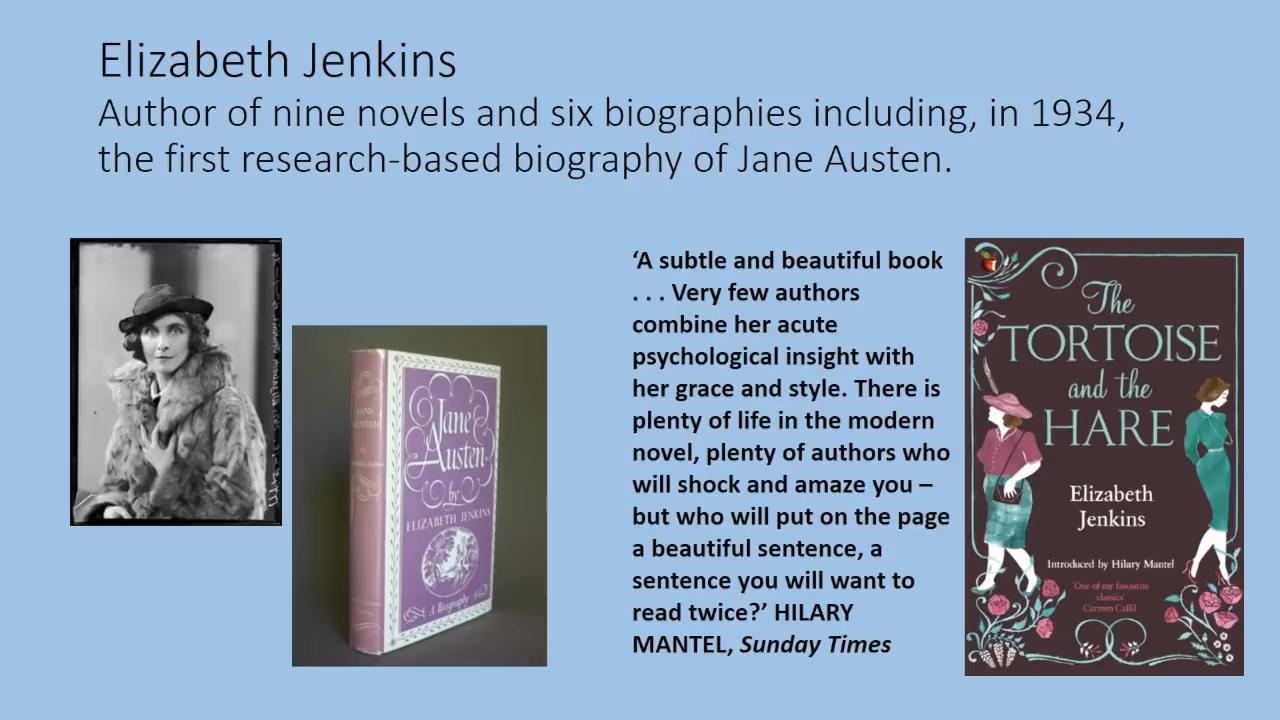 Elizabeth Jenkins
Author of nine novels and six biographies including, in 1934,
the first research-based biography of Jane Austen.
JANE
AUSTEN
Jane
Austen
by
ELIZABETH JENKINS
A Biography
‘A subtle and beautiful book
. . . Very few authors
combine her acute
psychological insight with
her grace and style. There is
plenty of life in the modern
novel, plenty of authors who
will shock and amaze you –
but who will put on the page
a beautiful sentence, a
sentence you will want to
read twice?’ HILARY
MANTEL, Sunday Times
The
TORTOISE
and the
HARE
Elizabeth
Jenkins
Introduced by Hilary Mantel
'One of my favourite
classics'
Carmen Callil